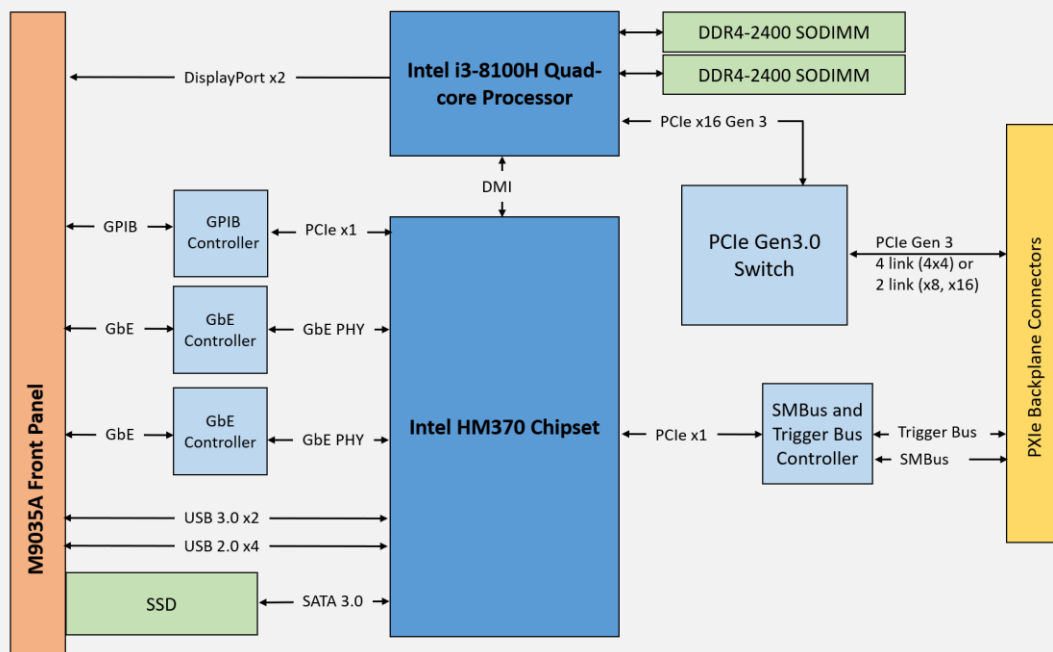 DDR4-2400 SODIMM
Intel i3-8100H Quad-
core Processor
DisplayPort x2
DDR4-2400 SODIMM
PCIe x16 Gen 3
DMI
GPIB
GPIB
Controller
PCIe x1
PCIe Gen3.0
Switch
PCIe Gen 3
4 link (4x4) or
2 link (x8, x16)
GbE
GbE
Controller
GbE PHY
M9035A Front Panel
PXIe Backplane Connectors
Intel HM370 Chipset
GbE
GbE
Controller
GbE PHY
PCIe x1
SMBus and
Trigger Bus
Controller
Trigger Bus
SMBus
USB 3.0 x2
USB 2.0 x4
SSD
SATA 3.0